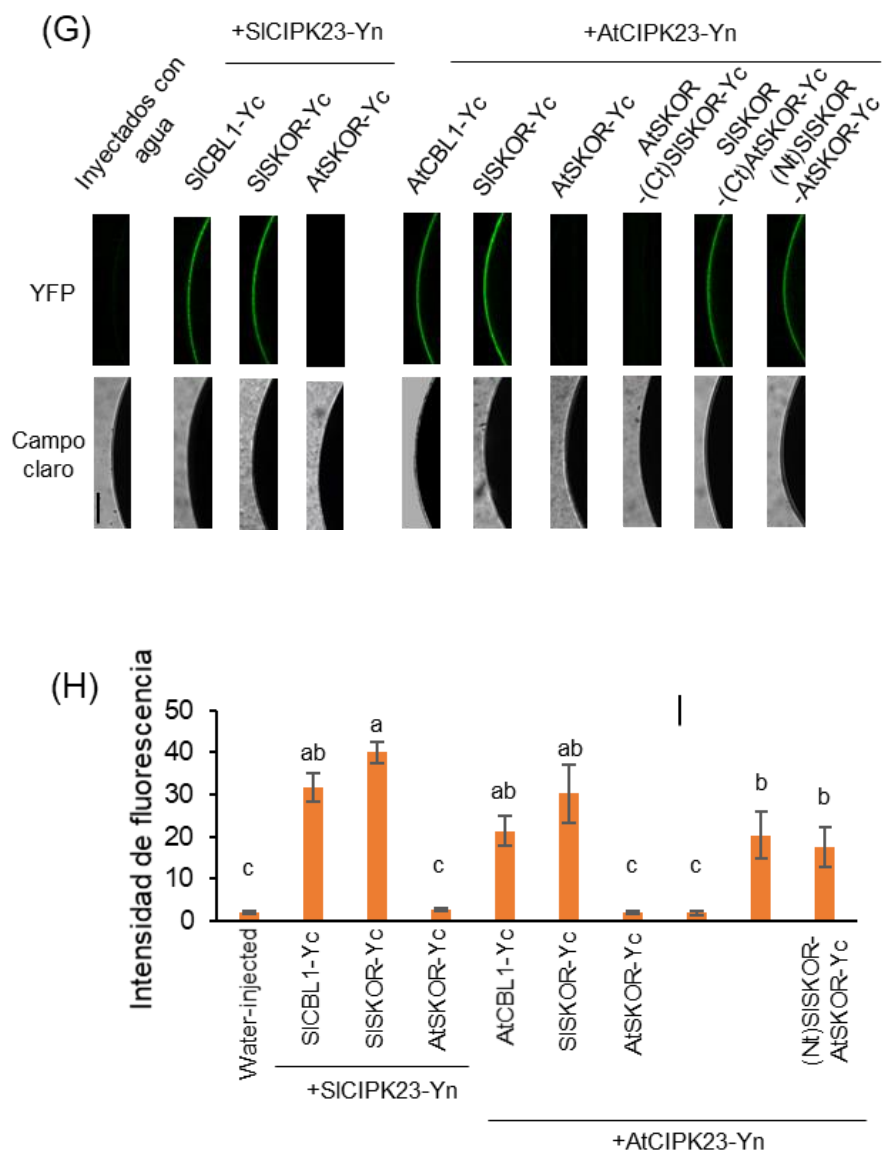 (G)
+SlCIPK23-Yn
+AtCIPK23-Yn
Inyectados con
agua
SlCBL1-Yc
SlSKOR-Yc
AtSKOR-Yc
AtCBL1-Yc
SlSKOR-Yc
AtSKOR-Yc
AtSKOR
-(Ct)SlSKOR-Yc
SlSKOR
-(Ct)AtSKOR-Yc
(Nt)SlSKOR
-AtSKOR-Yc
YFP
Campo
claro
(H)
Intensidad de fluorescencia
50
40
30
20
10
0
c
ab
a
c
ab
ab
c
c
b
b
Water-injected
SlCBL1-Yc
SlSKOR-Yc
AtSKOR-Yc
AtCBL1-Yc
SlSKOR-Yc
AtSKOR-Yc
(Nt)SlSKOR-
AtSKOR-Yc
+SlCIPK23-Yn
+AtCIPK23-Yn